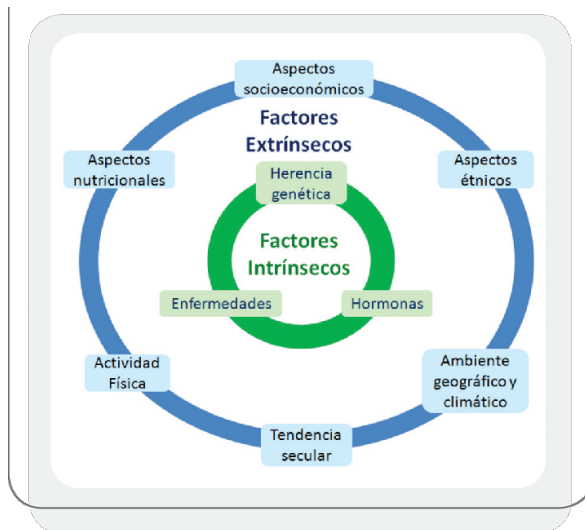 Aspectos
socioeconómicos
Factores
Extrínsecos
Aspectos
nutricionales
Aspectos
étnicos
Herencia
genética
Factores
Intrínsecos
Enfermedades
Hormonas
Actividad
Física
Ambiente
geográfico y
climático
Tendencia
secular